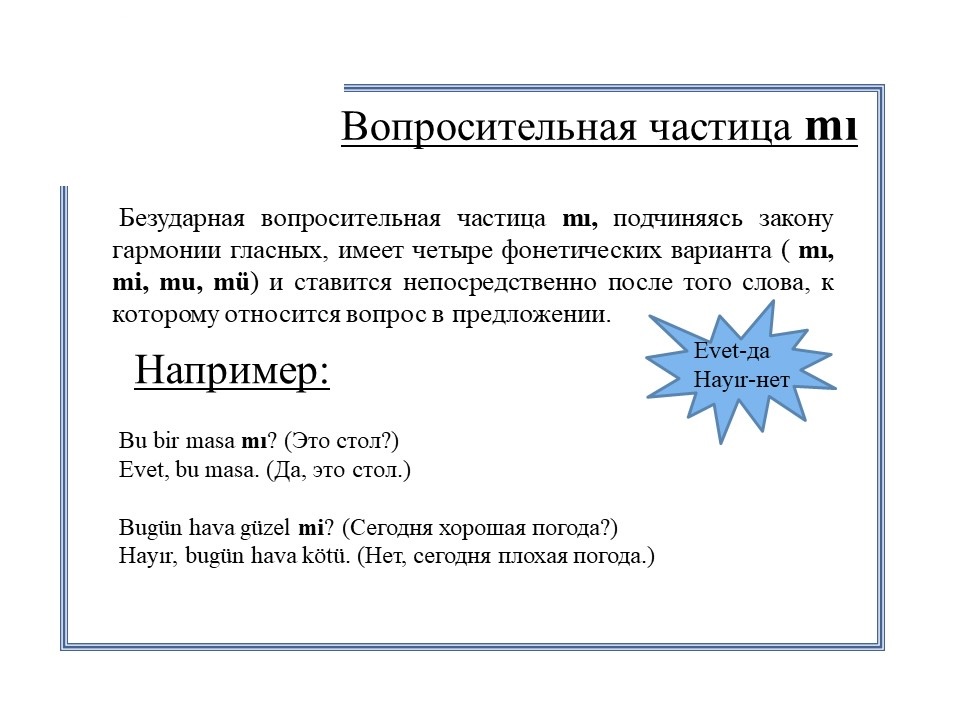 Вопросительная частица mı
Безударная вопросительная частица mı, подчиняясь закону
гармонии гласных, имеет четыре фонетических варианта ( mı,
mi, mu, mü) и ставится непосредственно после того слова, к
которому относится вопрос в предложении.
Evet-да
Hayır-нет
Например:
Bu bir masa mı? (Это стол?)
Evet, bu masa. (Да, это стол.)
Bugün hava güzel mi? (Сегодня хорошая погода?)
Hayır, bugün hava kötü. (Нет, сегодня плохая погода.)